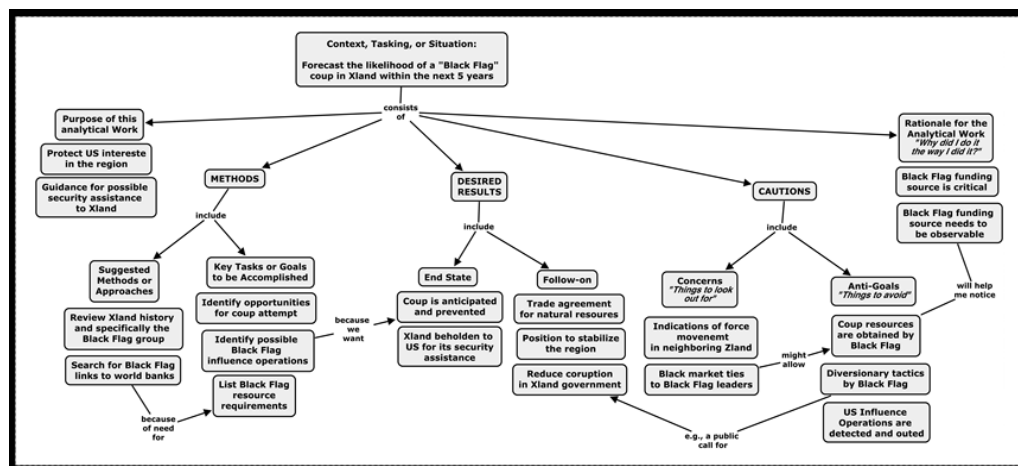 Context, Tasking, or Situation:
Forecast the likelihood of a "Black Flag"
coup in Xland within the next 5 years
consists
of
Purpose of this
analytical Work
Protect US intereste
in the region
Guidance for possible
security assistance
to Xland
METHODS
include
Suggested
Methods or
Approaches
Review Xland history
and specifically the
Black Flag group
Search for Black Flag
links to world banks
because
of need
for
Key Tasks or Goals
to be Accomplished
Identify opportunities
for coup attempt
Identify possible
Black Flag
influence operations
List Black Flag
resource
requirements
because
we
want
DESIRED
RESULTS
include
End State
Coup is anticipated
and prevented
Xland beholden to
US for its security
assistance
Follow-on
Trade agreement
for natural resoures
Position to stabilize
the region
Reduce coruption
in Xland government
CAUTIONS
include
Concerns
"Things to look
out for"
Indications of force
movememt
in neighboring Zland
Black market ties
to Black Flag leaders
might
allow
Anti-Goals
"Things to avoid"
Coup resources
are obtained by
Black Flag
Diversionary tactics
by Black Flag
US Influence
Operations are
detected and outed
e.g., a public
call for
Rationale for the
Analytical Work
"Why did I do it
the way I did it?"
Black Flag funding
source is critical
Black Flag funding
source needs to
be observable
will help
me notice